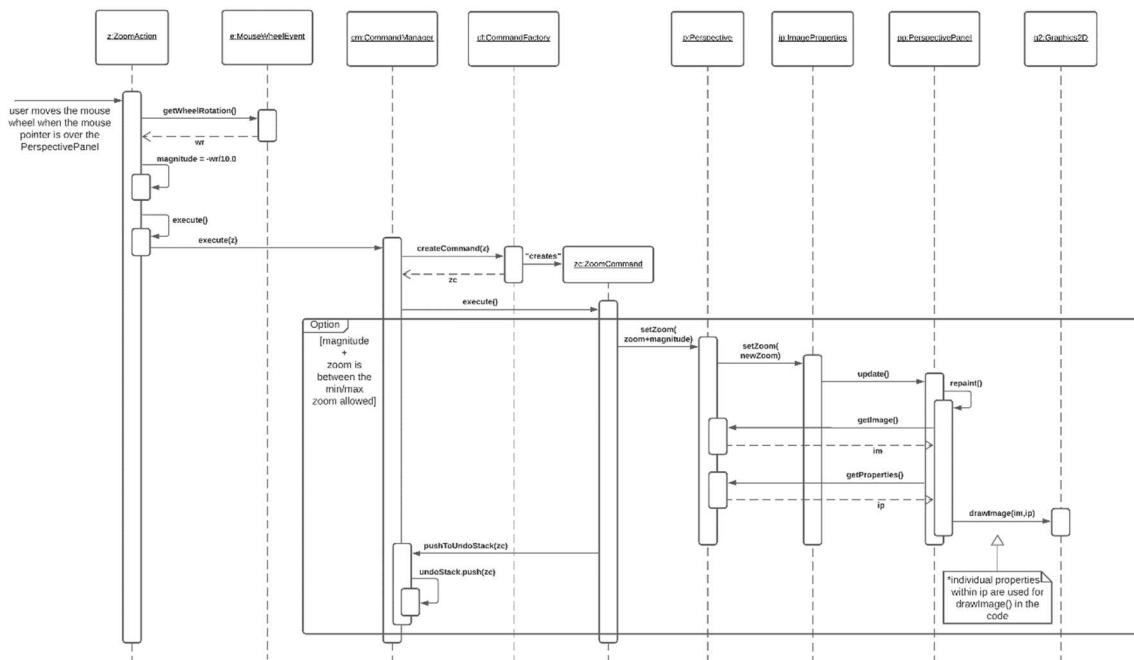 z:ZoomAction
e:MouseWheelEvent
cm:CommandManager
cf:CommandFactory
p:Perspective
ip:ImageProperties
pp:PerspectivePanel
g2:Graphics2D
user moves the mouse
wheel when the mouse
pointer is over the
PerspectivePanel
getWheelRotation()
wr
magnitude = -wr/10.0
execute()
execute(z)
createCommand(z)
"creates"
zc:ZoomCommand
zc
execute()
Option
[magnitude
+
zoom is
between the
min/max
zoom allowed]
setZoom(
zoom+magnitude)
setZoom(
newZoom)
update()
repaint()
getImage()
im
getProperties()
ip
drawImage(im,ip)
pushToUndoStack(zc)
undoStack.push(zc)
*individual properties
within ip are used for
drawImage() in the
code